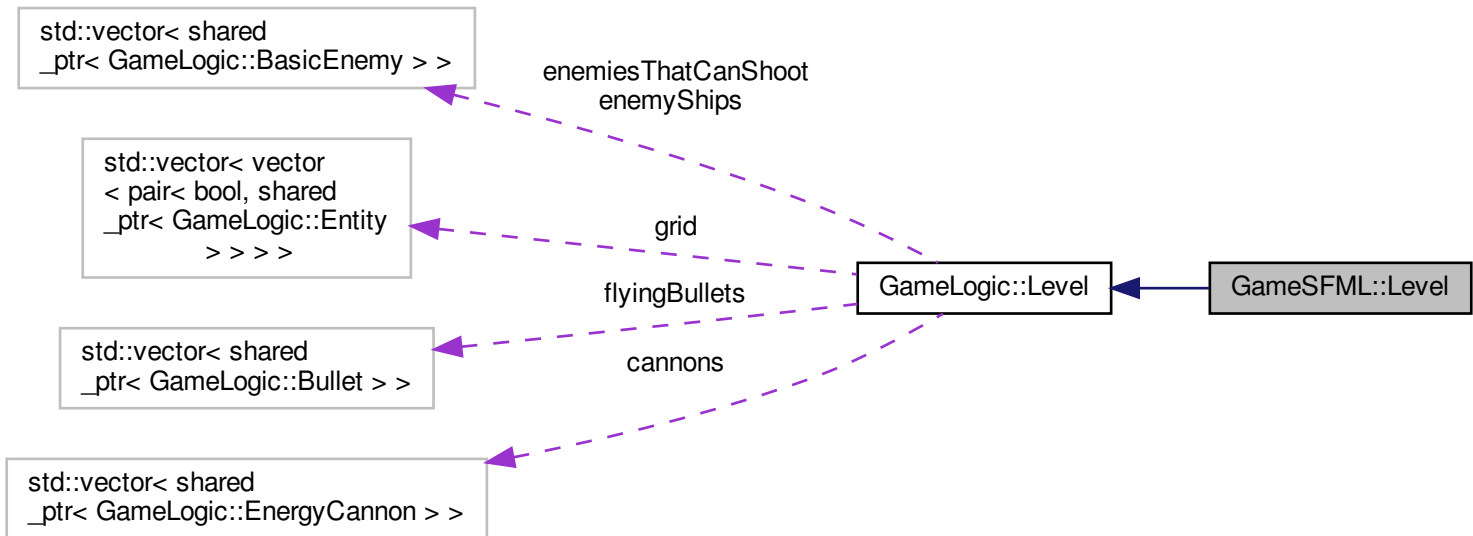 std::vector< shared
_ptr< GameLogic::BasicEnemy > >
enemiesThatCanShoot
enemyShips
std::vector< vector
< pair< bool, shared
_ptr< GameLogic::Entity
> > > >
grid
GameLogic::Level
GameSFML::Level
flyingBullets
std::vector< shared
_ptr< GameLogic::Bullet > >
cannons
std::vector< shared
_ptr< GameLogic::EnergyCannon > >